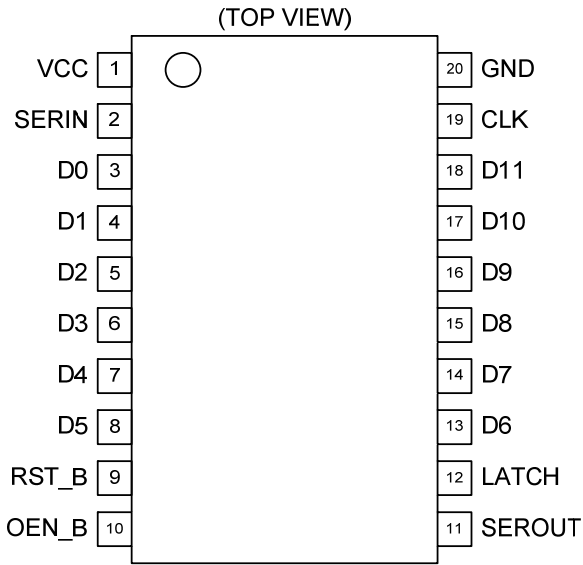 (TOP VIEW)
VCC 1 20 GND
SERIN 2 19 CLK
D0 3 18 D11
D1 4 17 D10
D2 5 16 D9
D3 6 15 D8
D4 7 14 D7
D5 8 13 D6
RST_B 9 12 LATCH
OEN_B 10 11 SEROUT